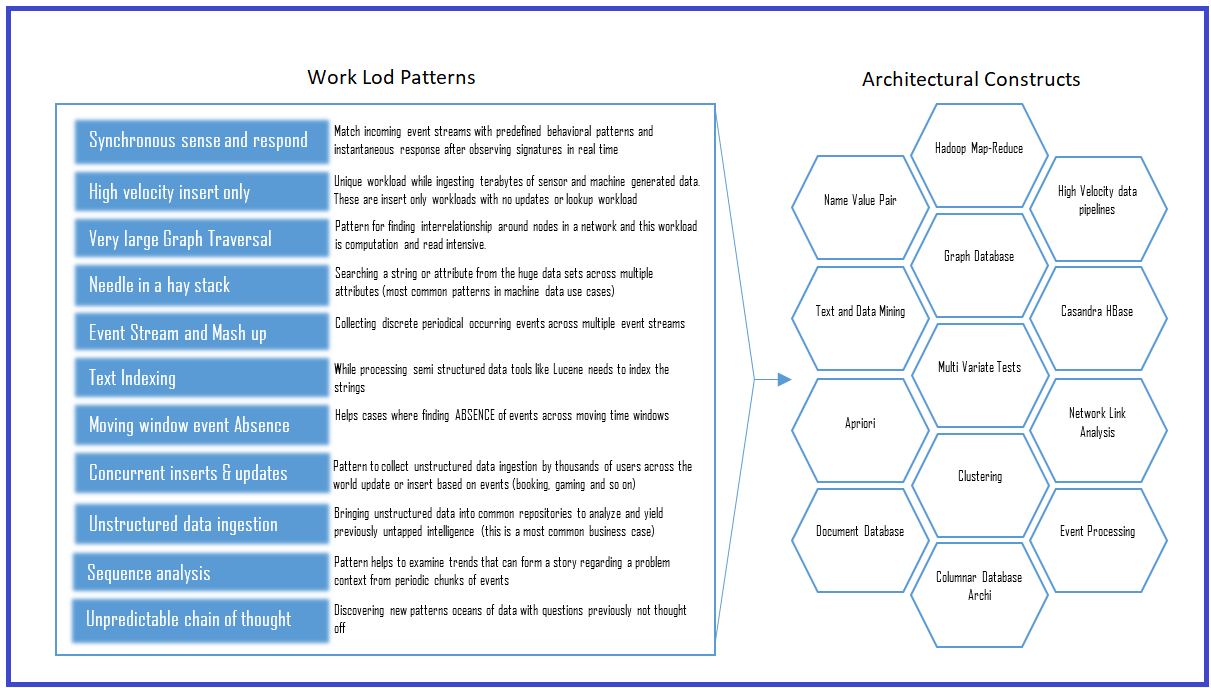 Work Lod Patterns
Synchronous sense and respond
Match incoming event streams with predefined behavioral patterns and
instantaneous response after observing signatures in real time
High velocity insert only
Unique workload while ingesting terabytes of sensor and machine generated data.
These are insert only workloads with no updates or lookup workload
Very large Graph Traversal
Pattern for finding interrelationship around nodes in a network and this workload
is computation and read intensive.
Needle in a hay stack
Searching a string or attribute from the huge data sets across multiple
attributes (most common patterns in machine data use cases)
Event Stream and Mash up
Collecting discrete periodical occurring events across multiple event streams
Text Indexing
While processing semi structured data tools like Lucene needs to index the
strings
Moving window event Absence
Helps cases where finding ABSENCE of events across moving time windows
Concurrent inserts & updates
Pattern to collect unstructured data ingestion by thousands of users across the
world update or insert based on events (booking, gaming and so on)
Unstructured data ingestion
Bringing unstructured data into common repositories to analyze and yield
previously untapped intelligence (this is a most common business case)
Sequence analysis
Pattern helps to examine trends that can form a story regarding a problem
context from periodic chunks of events
Unpredictable chain of thought
Discovering new patterns oceans of data with questions previously not thought
off
Architectural Constructs
Hadoop Map-Reduce
Name Value Pair
High Velocity data
pipelines
Graph Database
Text and Data Mining
Casandra HBase
Multi Variate Tests
Apriori
Network Link
Analysis
Clustering
Document Database
Event Processing
Columnar Database
Archi